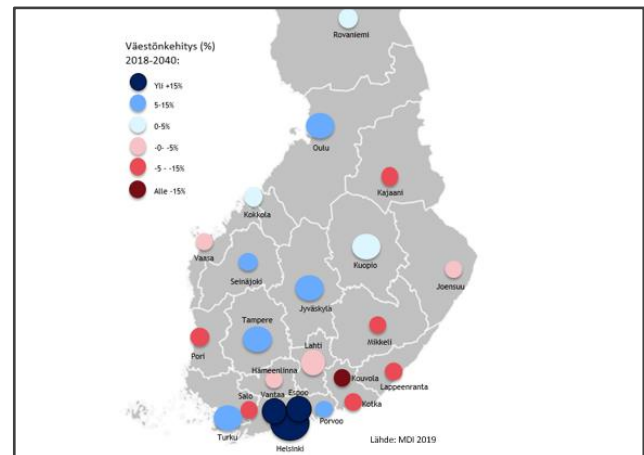 Väestönkehitys (%)
2018-2040:
Yli +15%
5-15%
0-5%
-0- -5%
-5 - -15%
Alle -15%
Rovaniemi
Oulu
Kajaani
Kokkola
Vaasa
Kuopio
Seinäjoki
Joensuu
Jyväskylä
Tampere
Mikkeli
Lahti
Pori
Hämeenlinna
Kouvola
Lappeenranta
Espoo
Vantaa
Salo
Kotka
Porvoo
Turku
Helsinki
Lähde: MDI 2019